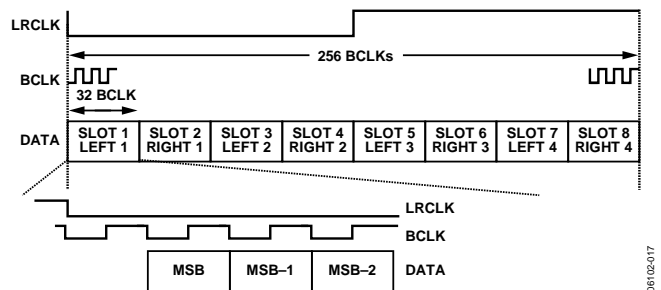 LRCLK
256 BCLKs
BCLK
32 BCLK
DATA
SLOT 1 SLOT 2 SLOT 3 SLOT 4 SLOT 5 SLOT 6 SLOT 7 SLOT 8
LEFT 1 RIGHT 1 LEFT 2 RIGHT 2 LEFT 3 RIGHT 3 LEFT 4 RIGHT 4
LRCLK
BCLK
MSB MSB–1 MSB–2 DATA
06102-017